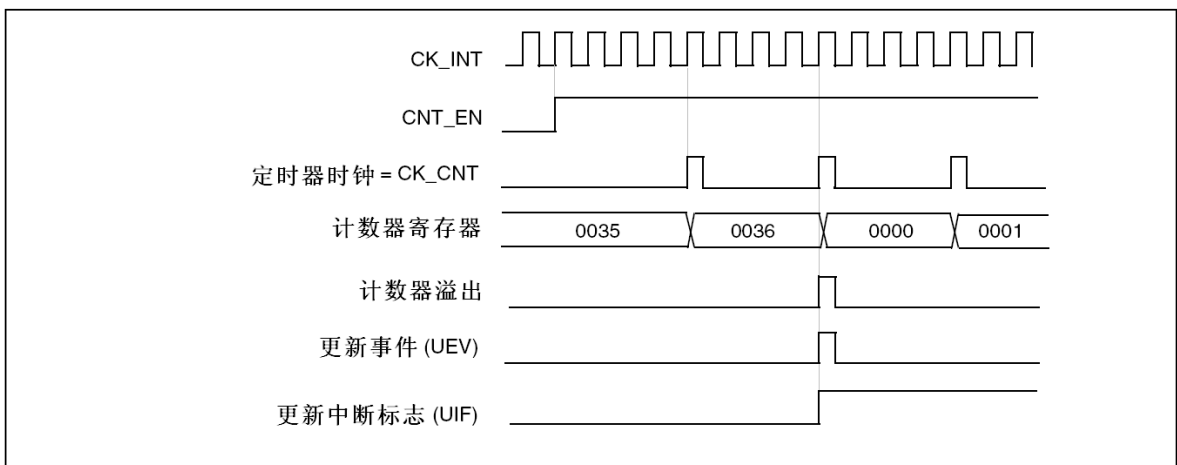 CK_INT
CNT_EN
定时器时钟 = CK_CNT
计数器寄存器 0035 0036 0000 0001
计数器溢出
更新事件 (UEV)
更新中断标志 (UIF)